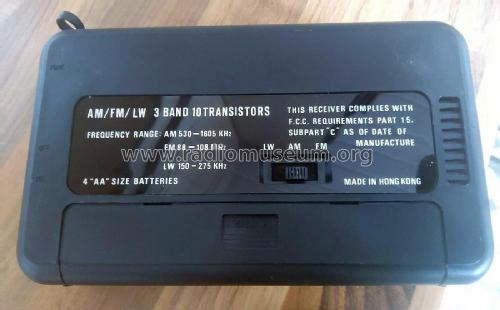 AM/FM/LW 3 BAND 10 TRANSISTORS
FREQUENCY RANGE: AM 530-1605 KHz
FM 88-108 MHz
LW 150-275 KHz
4 "AA" SIZE BATTERIES
THIS RECEIVER COMPLIES WITH
F.C.C. REQUIREMENTS PART 15.
SUBPART "C" AS OF DATE OF
MANUFACTURE
LW AM FM
MADE IN HONG KONG
www.radiomuseum.org